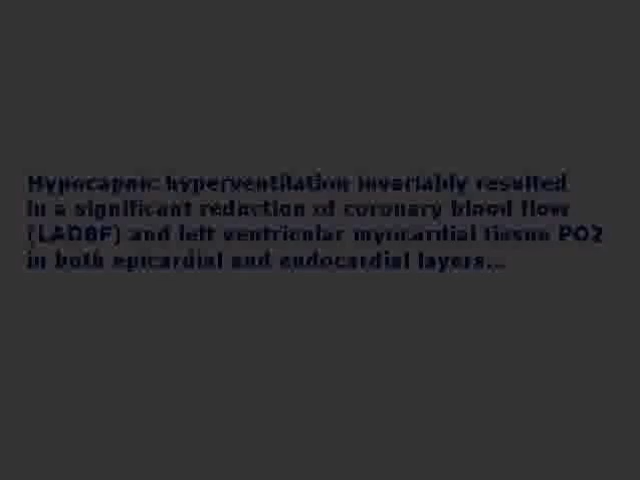 Hypocapnic hyperventilation invariably resulted
in a significant reduction of coronary blood flow
(LADBF) and left ventricular myocardial tissue PO2
in both epicardial and endocardial layers...